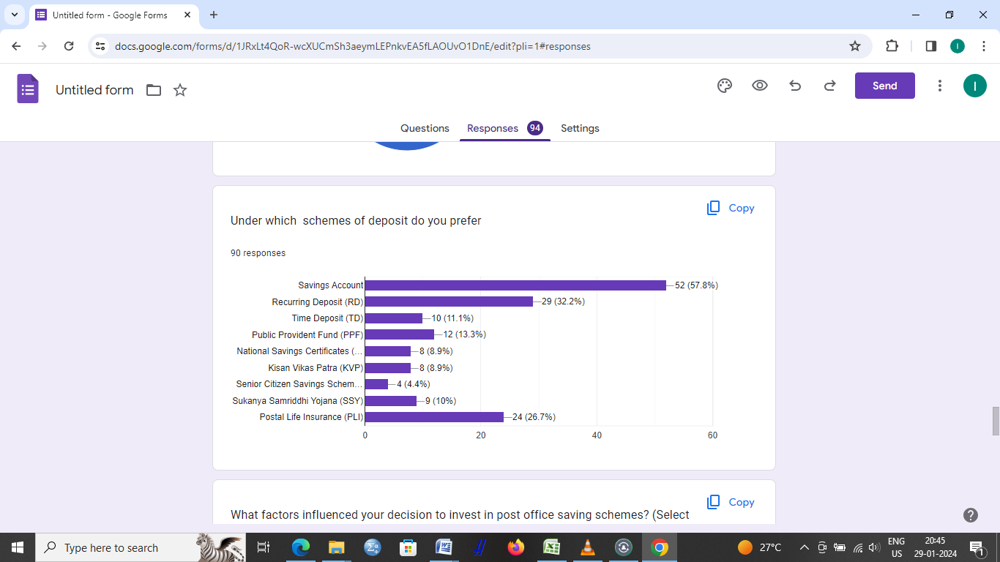 Untitled form - Google Forms
docs.google.com/forms/d/1JRxLt4QoR-wcXUCmSh3aeymLEPnkvEA5fLAOUvO1DnE/edit?pli=1#responses
I
Untitled form
Send
I
Questions
Responses 94
Settings
Copy
Under which schemes of deposit do you prefer
90 responses
Savings Account 52 (57.8%)
Recurring Deposit (RD) 29 (32.2%)
Time Deposit (TD) 10 (11.1%)
Public Provident Fund (PPF) 12 (13.3%)
National Savings Certificates (... 8 (8.9%)
Kisan Vikas Patra (KVP) 8 (8.9%)
Senior Citizen Savings Schem... 4 (4.4%)
Sukanya Samriddhi Yojana (SSY) 9 (10%)
Postal Life Insurance (PLI) 24 (26.7%)
0 20 40 60
Copy
What factors influenced your decision to invest in post office saving schemes? (Select
Type here to search
27°C
ENG
US
20:45
29-01-2024
1